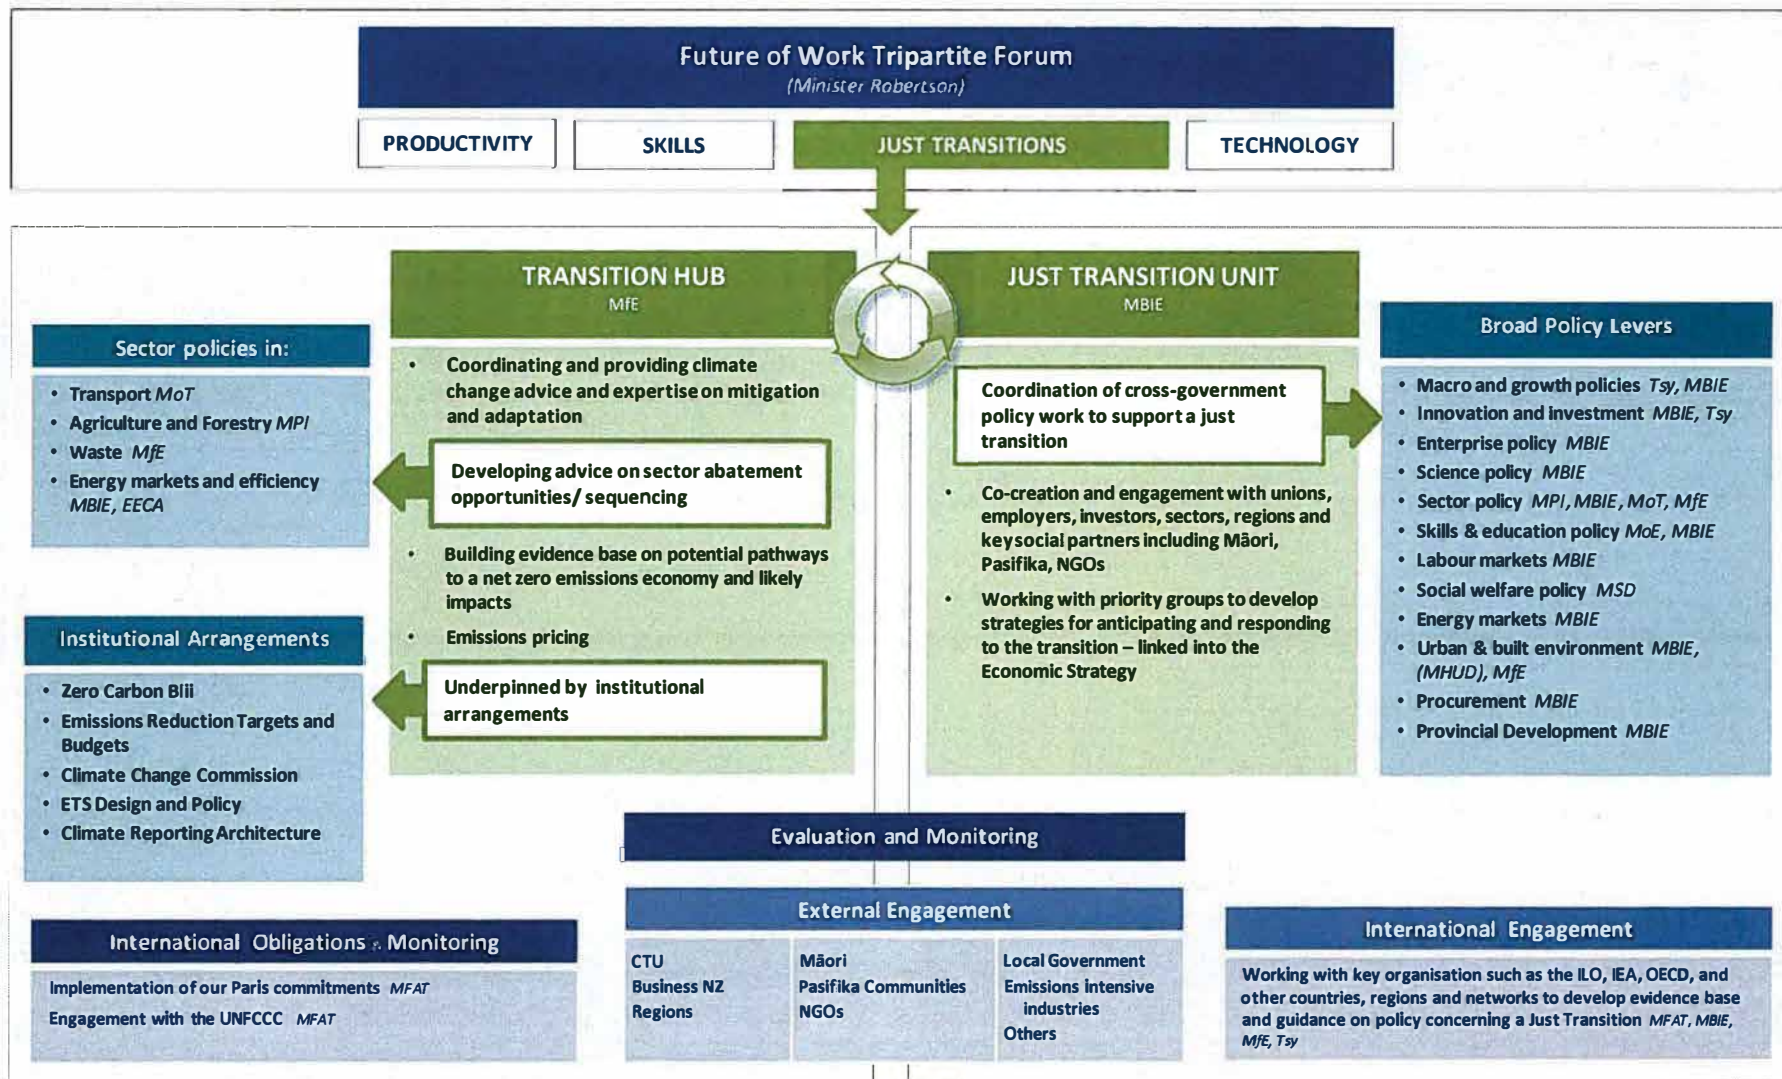 Future of Work Tripartite Forum
(Minister Robertson)
PRODUCTIVITY
SKILLS
JUST TRANSITIONS
TECHNOLOGY
TRANSITION HUB
MfE
• Coordinating and providing climate
change advice and expertise on mitigation
and adaptation
Developing advice on sector abatement
opportunities/ sequencing
• Building evidence base on potential pathways
to a net zero emissions economy and likely
impacts
• Emissions pricing
Underpinned by institutional
arrangements
Sector policies in:
• Transport MoT
• Agriculture and Forestry MPI
• Waste MfE
• Energy markets and efficiency
MBIE, EECA
Institutional Arrangements
• Zero Carbon Blii
• Emissions Reduction Targets and
Budgets
• Climate Change Commission
• ETS Design and Policy
• Climate Reporting Architecture
JUST TRANSITION UNIT
MBIE
Coordination of cross-government
policy work to support a just
transition
• Co-creation and engagement with unions,
employers, investors, sectors, regions and
key social partners including Māori,
Pasifika, NGOs
• Working with priority groups to develop
strategies for anticipating and responding
to the transition – linked into the
Economic Strategy
Broad Policy Levers
• Macro and growth policies Tsy, MBIE
• Innovation and investment MBIE, Tsy
• Enterprise policy MBIE
• Science policy MBIE
• Sector policy MPI, MBIE, MoT, MfE
• Skills & education policy MoE, MBIE
• Labour markets MBIE
• Social welfare policy MSD
• Energy markets MBIE
• Urban & built environment MBIE,
(MHUD), MfE
• Procurement MBIE
• Provincial Development MBIE
Evaluation and Monitoring
External Engagement
CTU
Business NZ
Regions
Māori
Pasifika Communities
NGOs
Local Government
Emissions intensive
industries
Others
International Obligations & Monitoring
Implementation of our Paris commitments MFAT
Engagement with the UNFCCC MFAT
International Engagement
Working with key organisation such as the ILO, IEA, OECD, and
other countries, regions and networks to develop evidence base
and guidance on policy concerning a Just Transition MFAT, MBIE,
MfE, Tsy